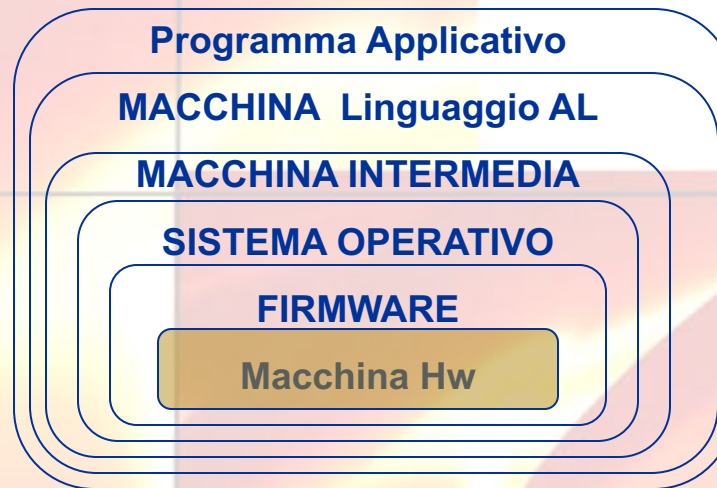 Programma Applicativo
MACCHINA Linguaggio AL
MACCHINA INTERMEDIA
SISTEMA OPERATIVO
FIRMWARE
Macchina Hw